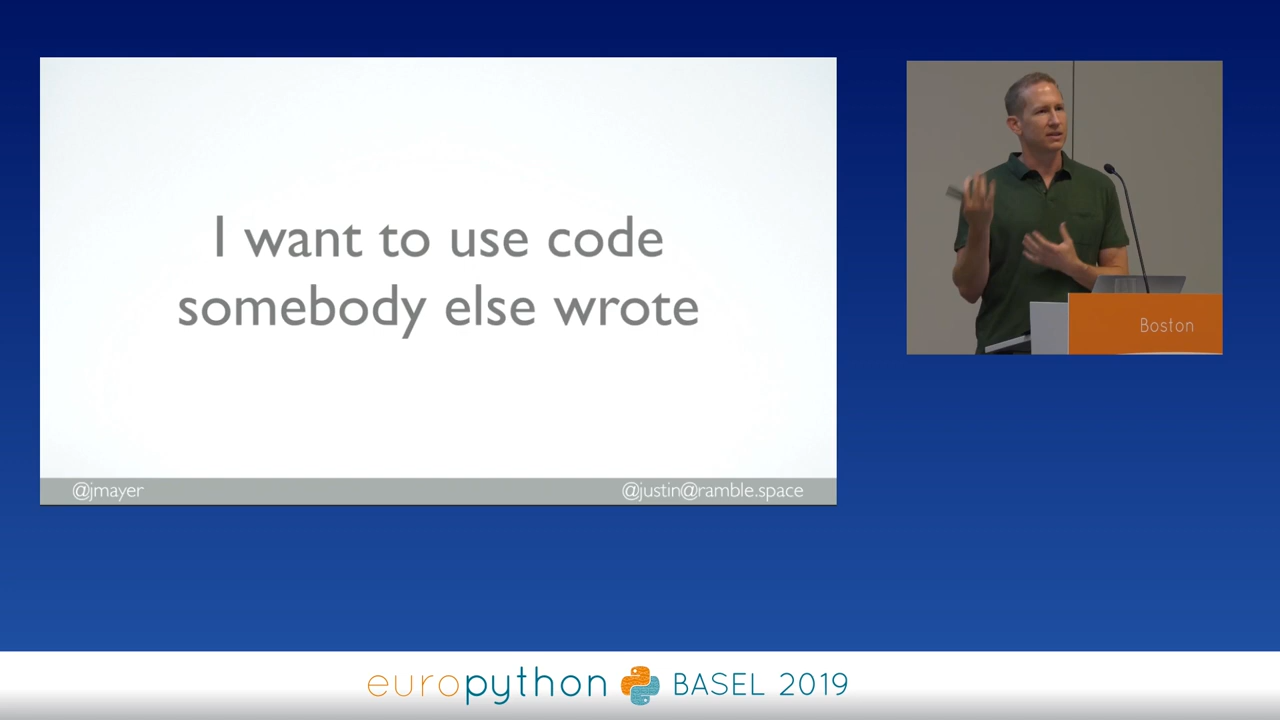 I want to use code
somebody else wrote
@jmayer
@justin@ramble.space
Boston
europython BASEL 2019